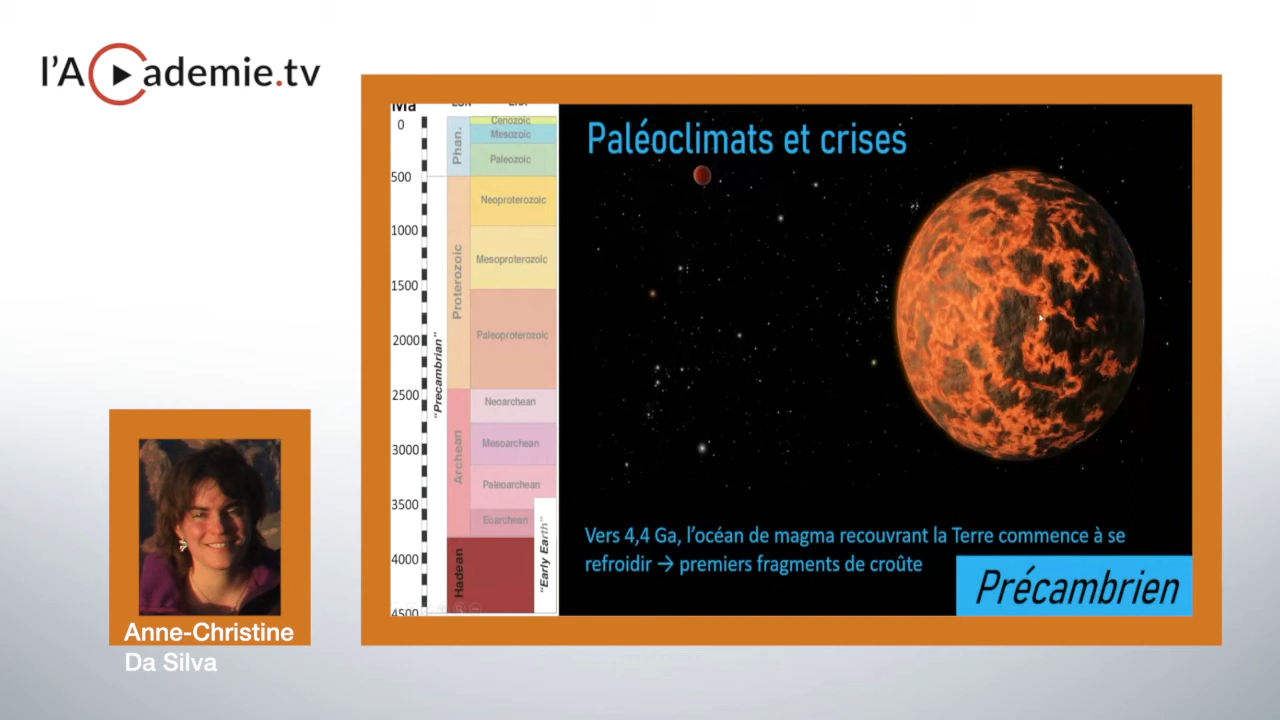 l'Academie.tv
Ma
0
500
1000
1500
2000
2500
3000
3500
4000
4500
"Precambrian"
Phan.
Proterozoic
Archean
Hadean
Cenozoic
Mesozoic
Paleozoic
Neoproterozoic
Mesoproterozoic
Paleoproterozoic
Neoarchean
Mesoarchean
Paleoarchean
Eoarchean
"Early Earth"
Paléoclimats et crises
Vers 4,4 Ga, l'océan de magma recouvrant la Terre commence à se
refroidir → premiers fragments de croûte
Précambrien
Anne-Christine
Da Silva